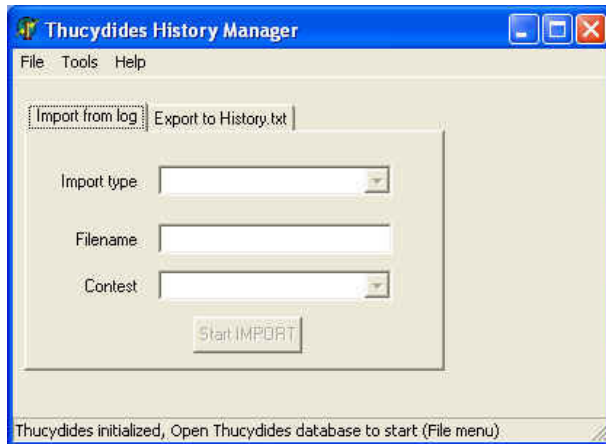 Thucydides History Manager
File Tools Help
Import from log Export to History.txt
Import type
Filename
Contest
Start IMPORT
Thucydides initialized, Open Thucydides database to start (File menu)